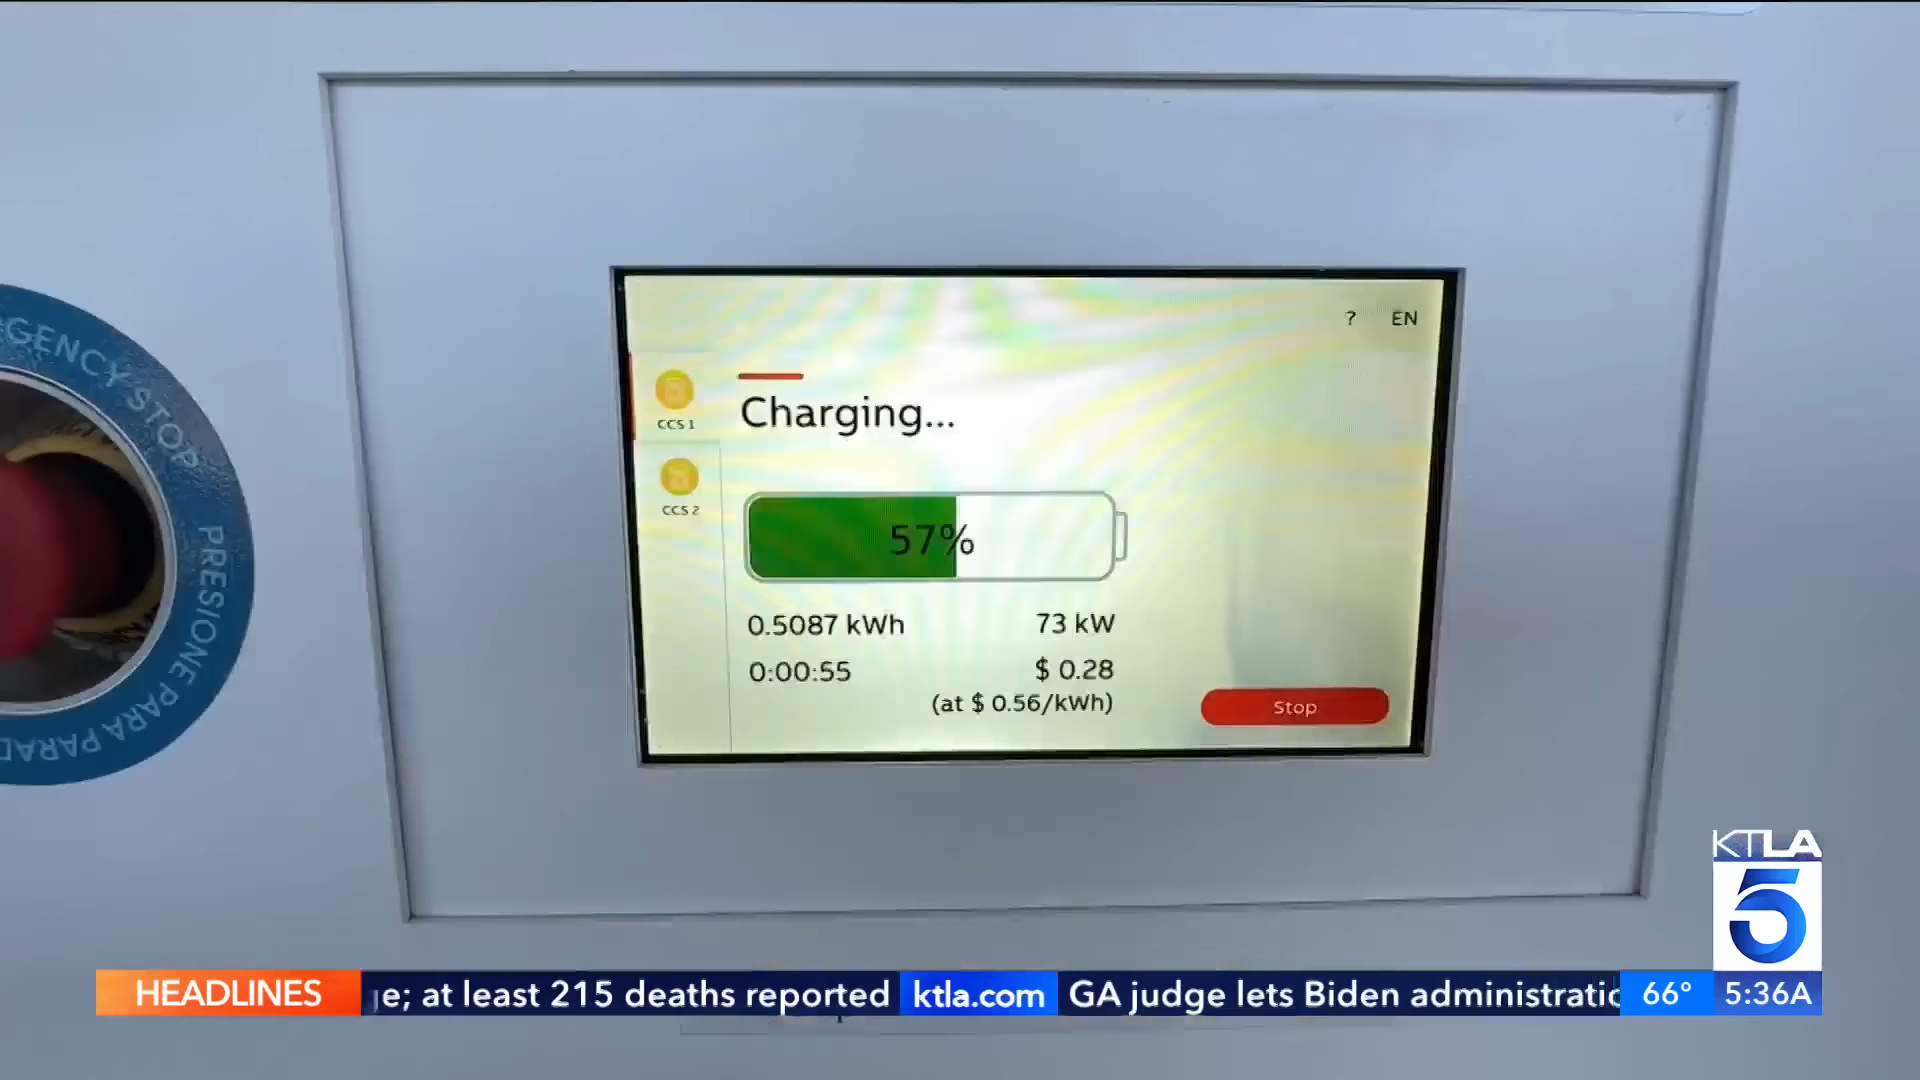 ? EN
CCS 1
Charging...
CCS 2
57%
0.5087 kWh 73 kW
0:00:55 $ 0.28
(at $ 0.56/kWh)
Stop
GENCY STOP
PRESIONE PARA PARAD
KTLA
5
HEADLINES e; at least 215 deaths reported ktla.com GA judge lets Biden administratio 66° 5:36A